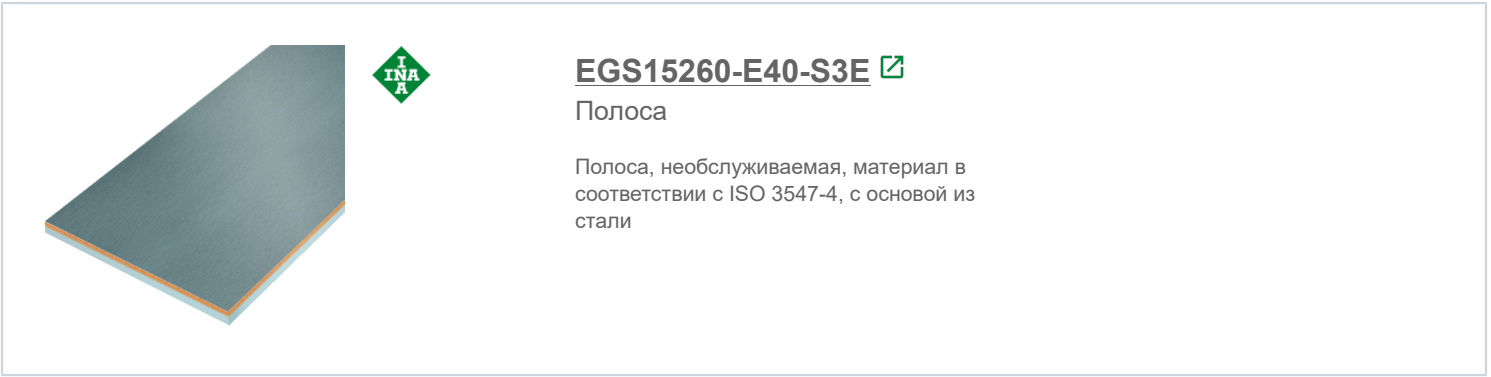 INA
EGS15260-E40-S3E
Полоса
Полоса, необслуживаемая, материал в
соответствии с ISO 3547-4, с основой из
стали